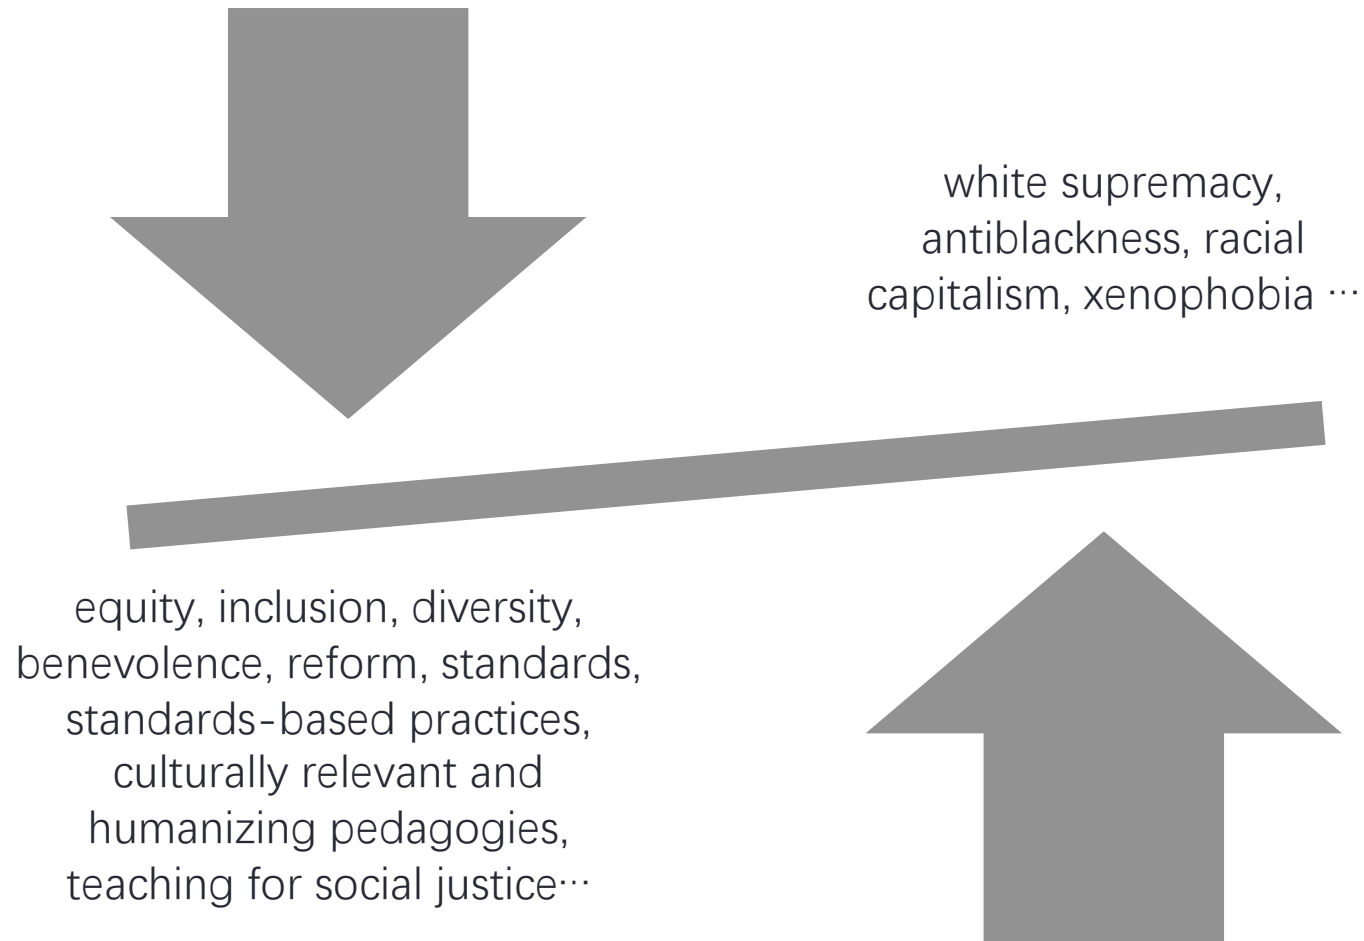 white supremacy,
antiblackness, racial
capitalism, xenophobia ⋯
equity, inclusion, diversity,
benevolence, reform, standards,
standards-based practices,
culturally relevant and
humanizing pedagogies,
teaching for social justice⋯